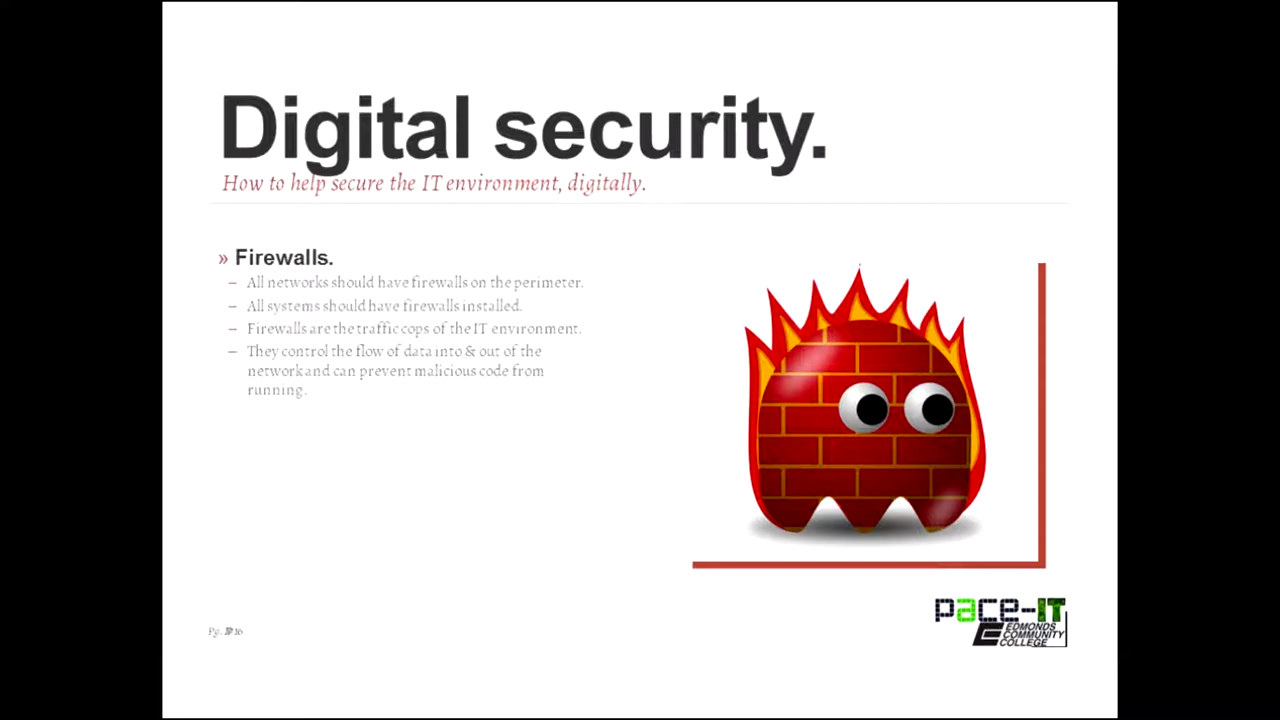 Digital security.
How to help secure the IT environment, digitally.
» Firewalls.
– All networks should have firewalls on the perimeter.
– All systems should have firewalls installed.
– Firewalls are the traffic cops of the IT environment.
– They control the flow of data into & out of the
network and can prevent malicious code from
running.
pace-IT
EDMONDS
COMMUNITY
COLLEGE
Pg.